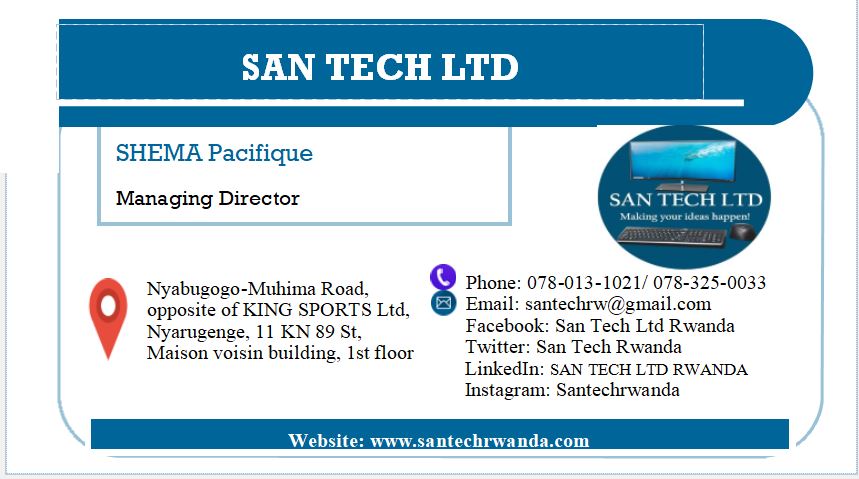 SAN TECH LTD
SHEMA Pacifique
Managing Director
SAN TECH LTD
Making your ideas happen!
Nyabugogo-Muhima Road,
opposite of KING SPORTS Ltd,
Nyarugenge, 11 KN 89 St,
Maison voisin building, 1st floor
Phone: 078-013-1021/ 078-325-0033
Email: santechrw@gmail.com
Facebook: San Tech Ltd Rwanda
Twitter: San Tech Rwanda
LinkedIn: SAN TECH LTD RWANDA
Instagram: Santechrwanda
Website: www.santechrwanda.com